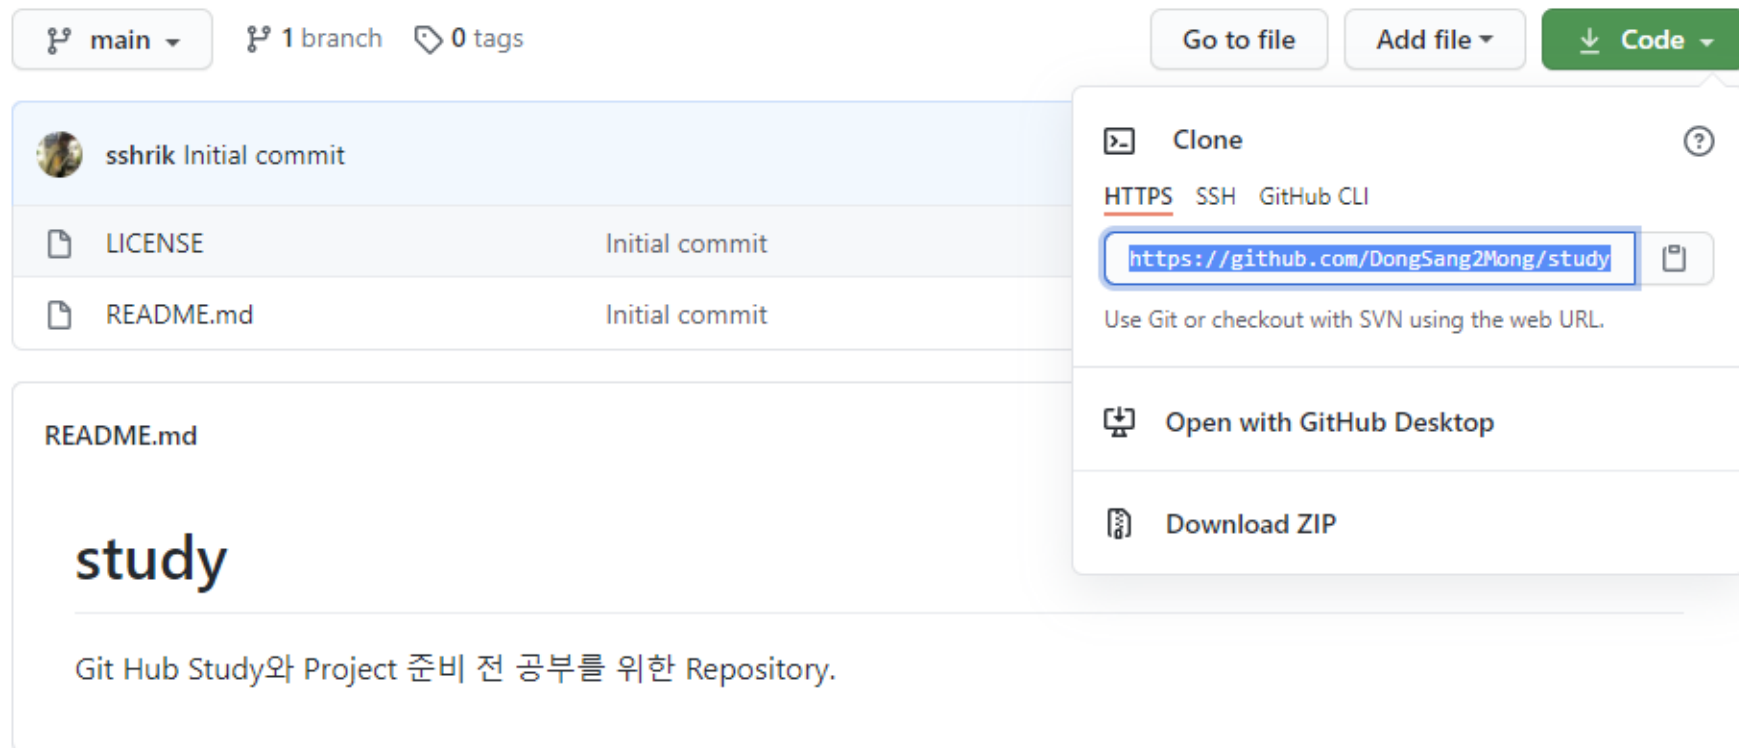 main 1 branch 0 tags Go to file Add file Code
sshrik Initial commit
LICENSE Initial commit
README.md Initial commit
Clone
HTTPS SSH GitHub CLI
https://github.com/DongSang2Mong/study
Use Git or checkout with SVN using the web URL.
Open with GitHub Desktop
Download ZIP
README.md
study
Git Hub Study와 Project 준비 전 공부를 위한 Repository.